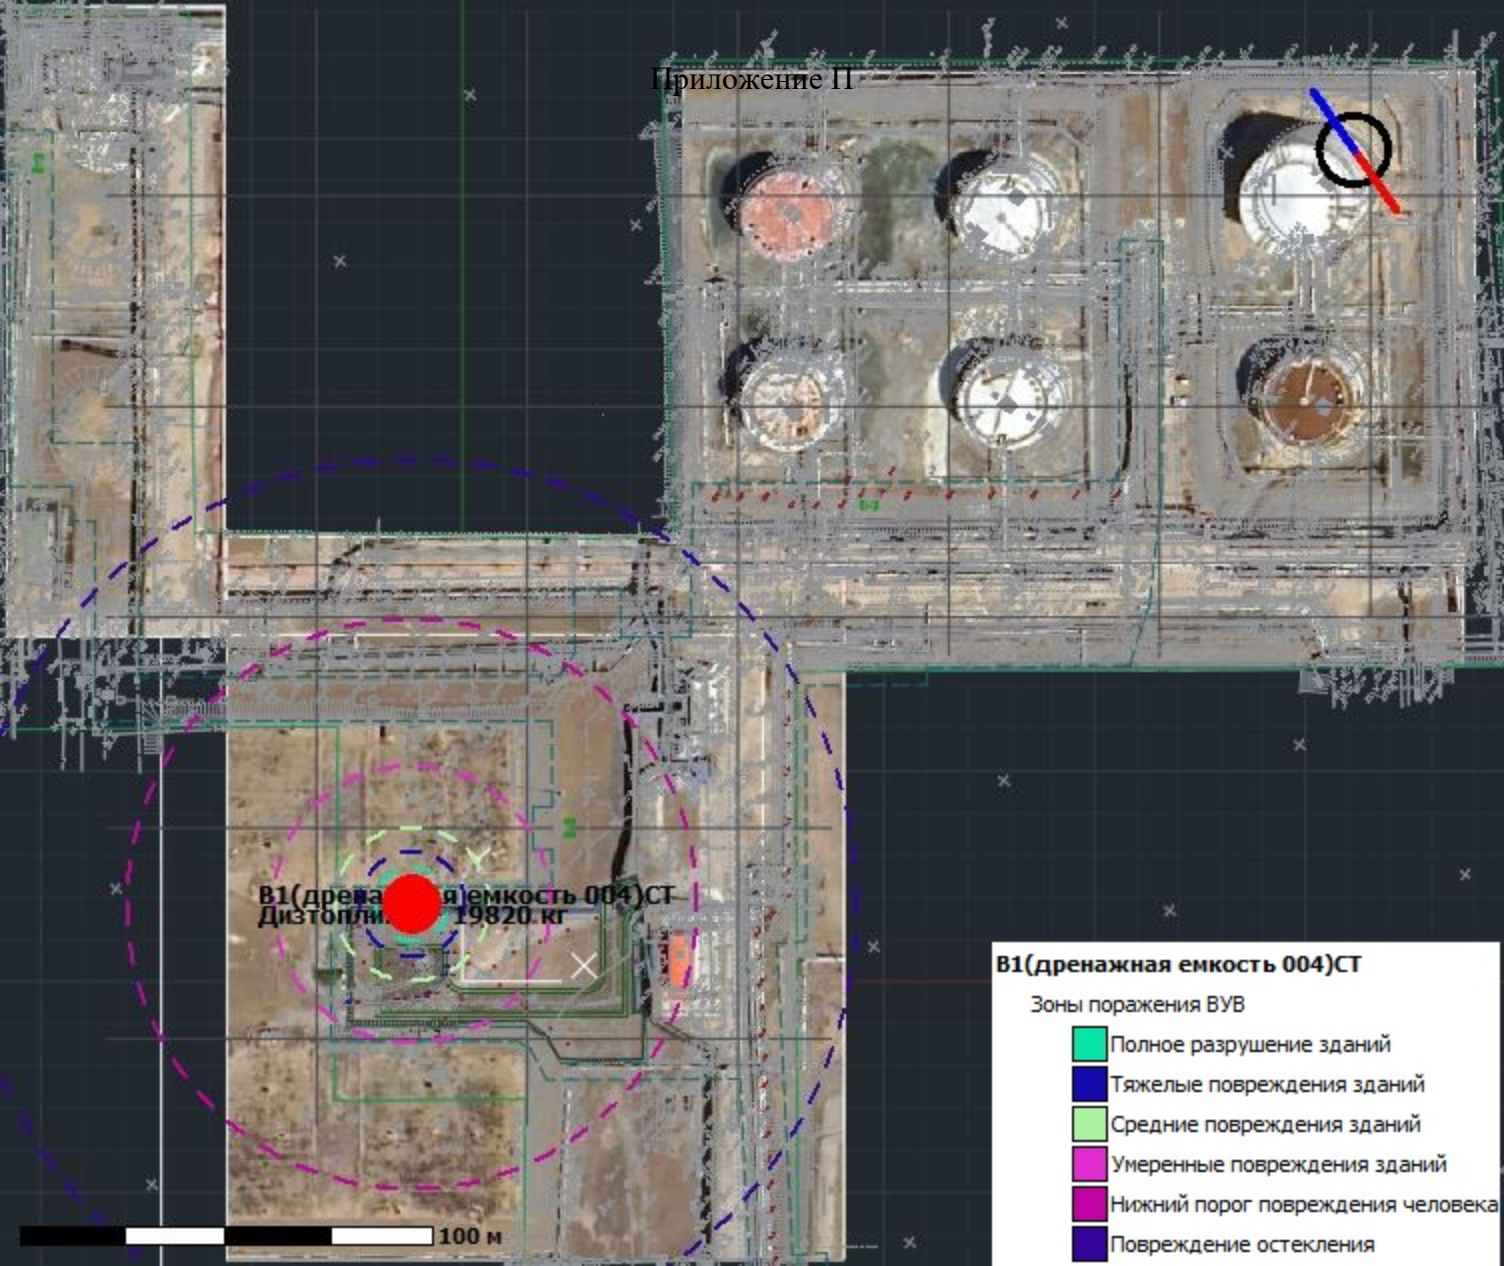 Приложение П
В1(дрена я)емкость 004)СТ
Дизтопли 19820 кг
100 м
В1(дренажная емкость 004)СТ
Зоны поражения ВУВ
Полное разрушение зданий
Тяжелые повреждения зданий
Средние повреждения зданий
Умеренные повреждения зданий
Нижний порог повреждения человека
Повреждение остекления